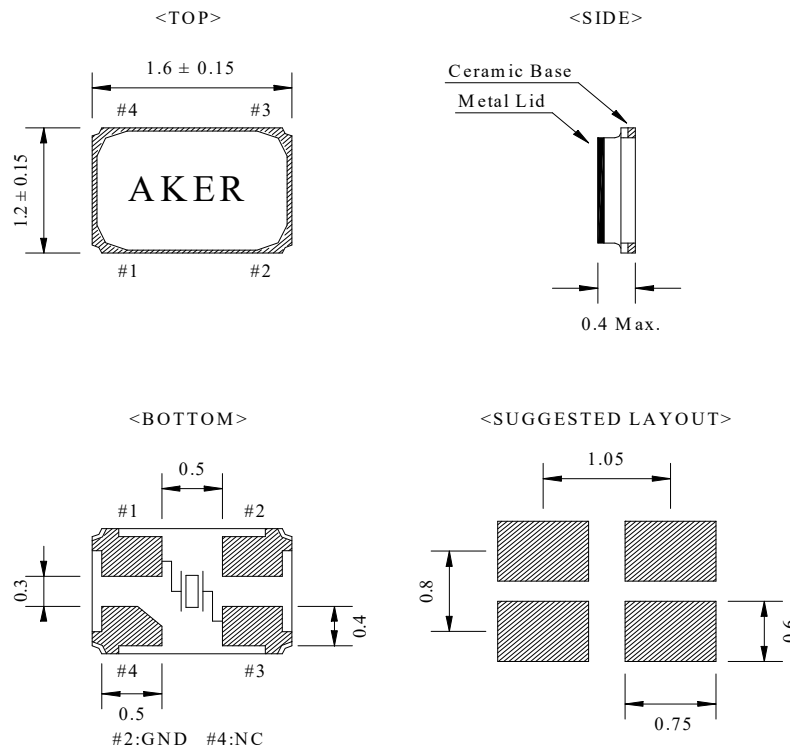 <TOP>
1.6 ± 0.15
#4 #3
1.2 ± 0.15
AKER
#1 #2
<SIDE>
Ceramic Base
Metal Lid
0.4 Max.
<BOTTOM>
0.5
#1 #2
0.3
0.4
#4 #3
0.5
#2:GND #4:NC
<SUGGESTED LAYOUT>
1.05
0.8
0.6
0.75